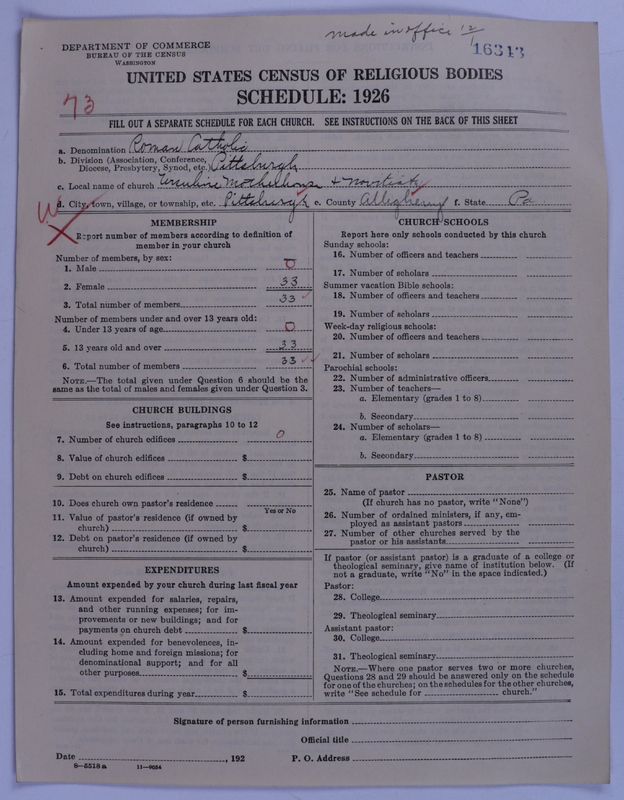 made in office 12
16313
DEPARTMENT OF COMMERCE
BUREAU OF THE CENSUS
WASHINGTON
UNITED STATES CENSUS OF RELIGIOUS BODIES
SCHEDULE: 1926
73
FILL OUT A SEPARATE SCHEDULE FOR EACH CHURCH. SEE INSTRUCTIONS ON THE BACK OF THIS SHEET
a. Denomination Roman Catholic
b. Division (Association, Conference, Diocese, Presbytery, Synod, etc.) Pittsburgh
c. Local name of church Ursuline Motherhouse & Novitiate
d. City, town, village, or township, etc. Pittsburgh e. County Allegheny f. State Pa
MEMBERSHIP
Report number of members according to definition of
member in your church
Number of members, by sex:
1. Male 0
2. Female 33
3. Total number of members 33
Number of members under and over 13 years old:
4. Under 13 years of age 0
5. 13 years old and over 33
6. Total number of members 33
NOTE.—The total given under Question 6 should be the
same as the total of males and females given under Question 3.
CHURCH BUILDINGS
See instructions, paragraphs 10 to 12
7. Number of church edifices 0
8. Value of church edifices $
9. Debt on church edifices $
10. Does church own pastor's residence
Yes or No
11. Value of pastor's residence (if owned by
church) $
12. Debt on pastor's residence (if owned by
church) $
EXPENDITURES
Amount expended by your church during last fiscal year
13. Amount expended for salaries, repairs,
and other running expenses; for im-
provements or new buildings; and for
payments on church debt $
14. Amount expended for benevolences, in-
cluding home and foreign missions; for
denominational support; and for all
other purposes $
15. Total expenditures during year $
CHURCH SCHOOLS
Report here only schools conducted by this church
Sunday schools:
16. Number of officers and teachers
17. Number of scholars
Summer vacation Bible schools:
18. Number of officers and teachers
19. Number of scholars
Week-day religious schools:
20. Number of officers and teachers
21. Number of scholars
Parochial schools:
22. Number of administrative officers
23. Number of teachers—
a. Elementary (grades 1 to 8)
b. Secondary
24. Number of scholars—
a. Elementary (grades 1 to 8)
b. Secondary
PASTOR
25. Name of pastor
(If church has no pastor, write "None")
26. Number of ordained ministers, if any, em-
ployed as assistant pastors
27. Number of other churches served by the
pastor or his assistants
If pastor (or assistant pastor) is a graduate of a college or
theological seminary, give name of institution below. (If
not a graduate, write "No" in the space indicated.)
Pastor:
28. College
29. Theological seminary
Assistant pastor:
30. College
31. Theological seminary
NOTE.—Where one pastor serves two or more churches,
Questions 28 and 29 should be answered only on the schedule
for one of the churches; on the schedules for the other churches,
write "See schedule for church."
Signature of person furnishing information
Official title
Date , 192 P. O. Address
8—5518a 11—9054